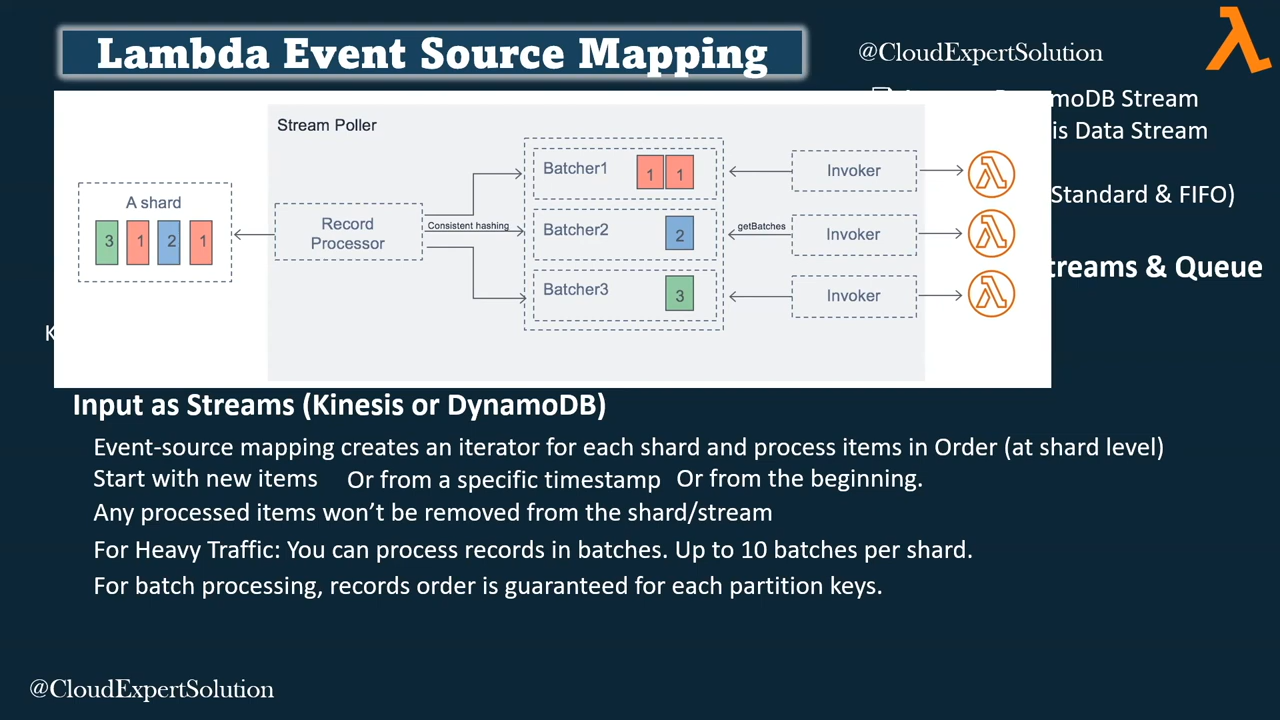 Lambda Event Source Mapping
@CloudExpertSolution
DynamoDB Stream
Data Stream
Standard & FIFO)
& Queue
Stream Poller
A shard
3 1 2 1
Record
Processor
Consistent hashing
Batcher1
1 1
Batcher2
2
Batcher3
3
getBatches
Invoker
Invoker
Invoker
Input as Streams (Kinesis or DynamoDB)
Event-source mapping creates an iterator for each shard and process items in Order (at shard level)
Start with new items Or from a specific timestamp Or from the beginning.
Any processed items won’t be removed from the shard/stream
For Heavy Traffic: You can process records in batches. Up to 10 batches per shard.
For batch processing, records order is guaranteed for each partition keys.
@CloudExpertSolution